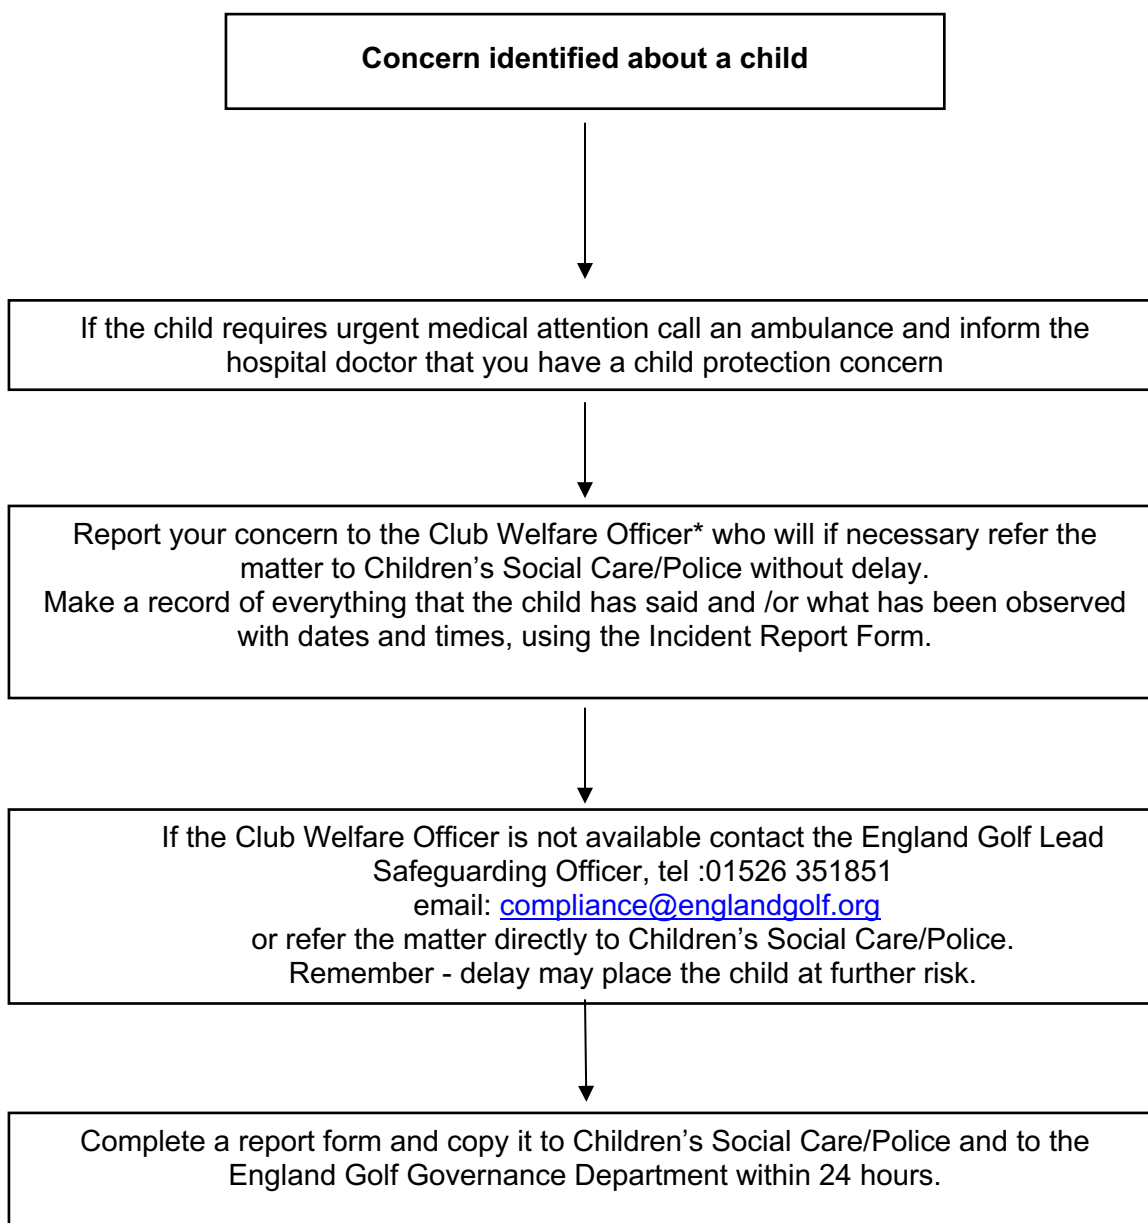 Concern identified about a child
If the child requires urgent medical attention call an ambulance and inform the
hospital doctor that you have a child protection concern
Report your concern to the Club Welfare Officer* who will if necessary refer the
matter to Children’s Social Care/Police without delay.
Make a record of everything that the child has said and /or what has been observed
with dates and times, using the Incident Report Form.
If the Club Welfare Officer is not available contact the England Golf Lead
Safeguarding Officer, tel :01526 351851
email: compliance@englandgolf.org
or refer the matter directly to Children’s Social Care/Police.
Remember - delay may place the child at further risk.
Complete a report form and copy it to Children’s Social Care/Police and to the
England Golf Governance Department within 24 hours.